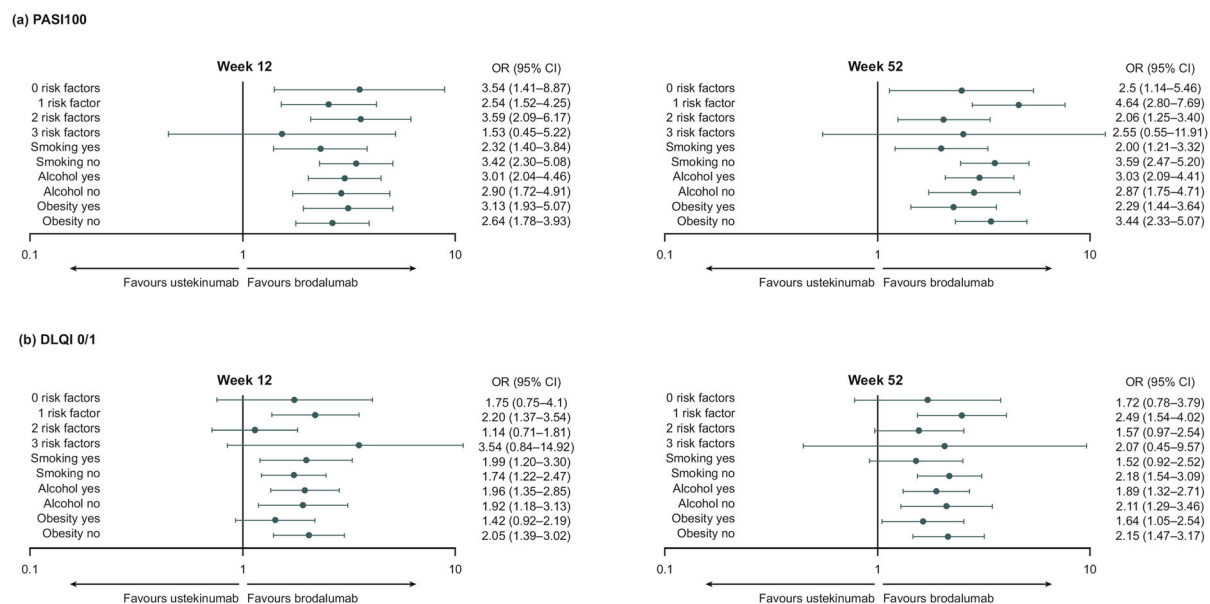 (a) PASI100
Week 12
OR (95% CI)
0 risk factors 3.54 (1.41–8.87)
1 risk factor 2.54 (1.52–4.25)
2 risk factors 3.59 (2.09–6.17)
3 risk factors 1.53 (0.45–5.22)
Smoking yes 2.32 (1.40–3.84)
Smoking no 3.42 (2.30–5.08)
Alcohol yes 3.01 (2.04–4.46)
Alcohol no 2.90 (1.72–4.91)
Obesity yes 3.13 (1.93–5.07)
Obesity no 2.64 (1.78–3.93)
0.1 1 10
Favours ustekinumab Favours brodalumab
Week 52
OR (95% CI)
0 risk factors 2.5 (1.14–5.46)
1 risk factor 4.64 (2.80–7.69)
2 risk factors 2.06 (1.25–3.40)
3 risk factors 2.55 (0.55–11.91)
Smoking yes 2.00 (1.21–3.32)
Smoking no 3.59 (2.47–5.20)
Alcohol yes 3.03 (2.09–4.41)
Alcohol no 2.87 (1.75–4.71)
Obesity yes 2.29 (1.44–3.64)
Obesity no 3.44 (2.33–5.07)
0.1 1 10
Favours ustekinumab Favours brodalumab
(b) DLQI 0/1
Week 12
OR (95% CI)
0 risk factors 1.75 (0.75–4.1)
1 risk factor 2.20 (1.37–3.54)
2 risk factors 1.14 (0.71–1.81)
3 risk factors 3.54 (0.84–14.92)
Smoking yes 1.99 (1.20–3.30)
Smoking no 1.74 (1.22–2.47)
Alcohol yes 1.96 (1.35–2.85)
Alcohol no 1.92 (1.18–3.13)
Obesity yes 1.42 (0.92–2.19)
Obesity no 2.05 (1.39–3.02)
0.1 1 10
Favours ustekinumab Favours brodalumab
Week 52
OR (95% CI)
0 risk factors 1.72 (0.78–3.79)
1 risk factor 2.49 (1.54–4.02)
2 risk factors 1.57 (0.97–2.54)
3 risk factors 2.07 (0.45–9.57)
Smoking yes 1.52 (0.92–2.52)
Smoking no 2.18 (1.54–3.09)
Alcohol yes 1.89 (1.32–2.71)
Alcohol no 2.11 (1.29–3.46)
Obesity yes 1.64 (1.05–2.54)
Obesity no 2.15 (1.47–3.17)
0.1 1 10
Favours ustekinumab Favours brodalumab